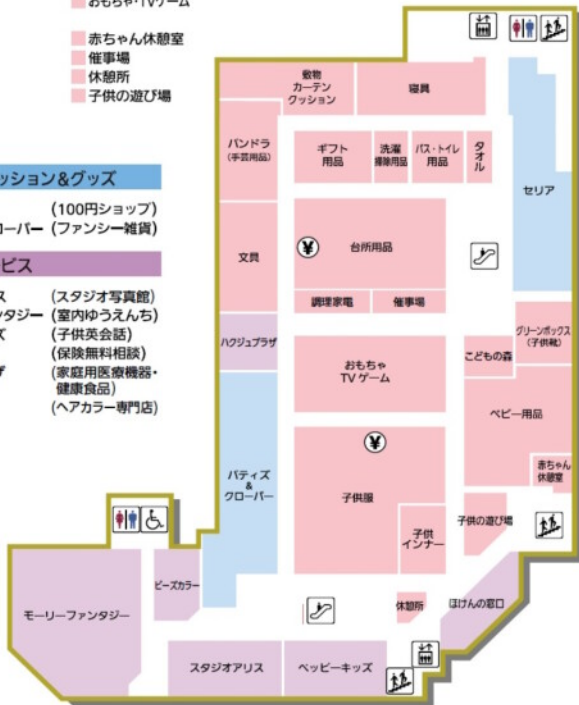 おもちゃ・TVゲーム
赤ちゃん休憩室
催事場
休憩所
子供の遊び場
ッション&グッズ
(100円ショップ)
ローバー (ファンシー雑貨)
ビス
ス (スタジオ写真館)
ンタジー (室内ゆうえんち)
ズ (子供英会話)
(保険無料相談)
ザ (家庭用医療機器・
健康食品)
(ヘアカラー専門店)
敷物
カーテン
クッション
寝具
パンドラ
(手芸用品)
ギフト
用品
洗濯
掃除用品
バス・トイレ
用品
タオル
セリア
文具
¥
台所用品
調理家電
催事場
ハクジュプラザ
おもちゃ
TV ゲーム
こどもの森
グリーンボックス
(子供靴)
ベビー用品
赤ちゃん
休憩室
パティズ
&
クローバー
¥
子供服
子供
インナー
子供の遊び場
モーリーファンタジー
ビーズカラー
休憩所
ほけんの窓口
スタジオアリス
ペッピーキッズ